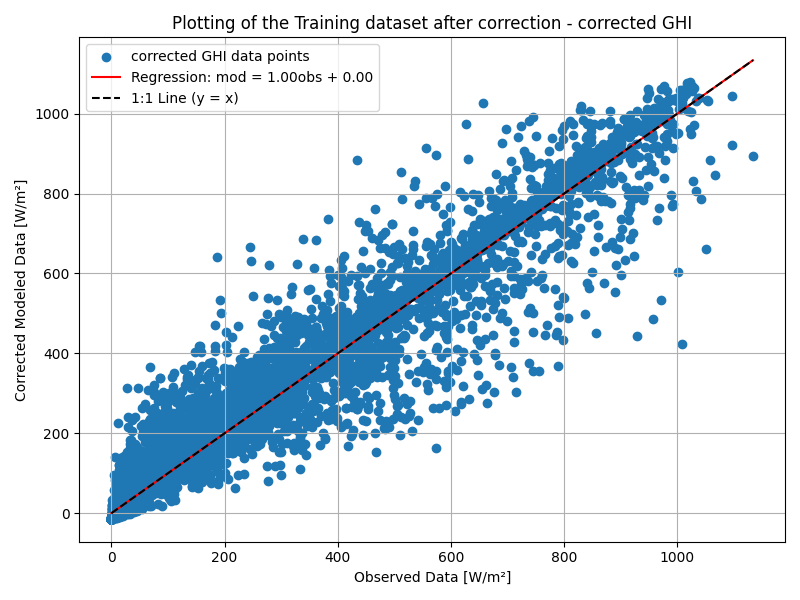 Plotting of the Training dataset after correction - corrected GHI
corrected GHI data points
Regression: mod = 1.00obs + 0.00
1:1 Line (y = x)
Corrected Modeled Data [W/m²]
1000
800
600
400
200
0
0 200 400 600 800 1000
Observed Data [W/m²]